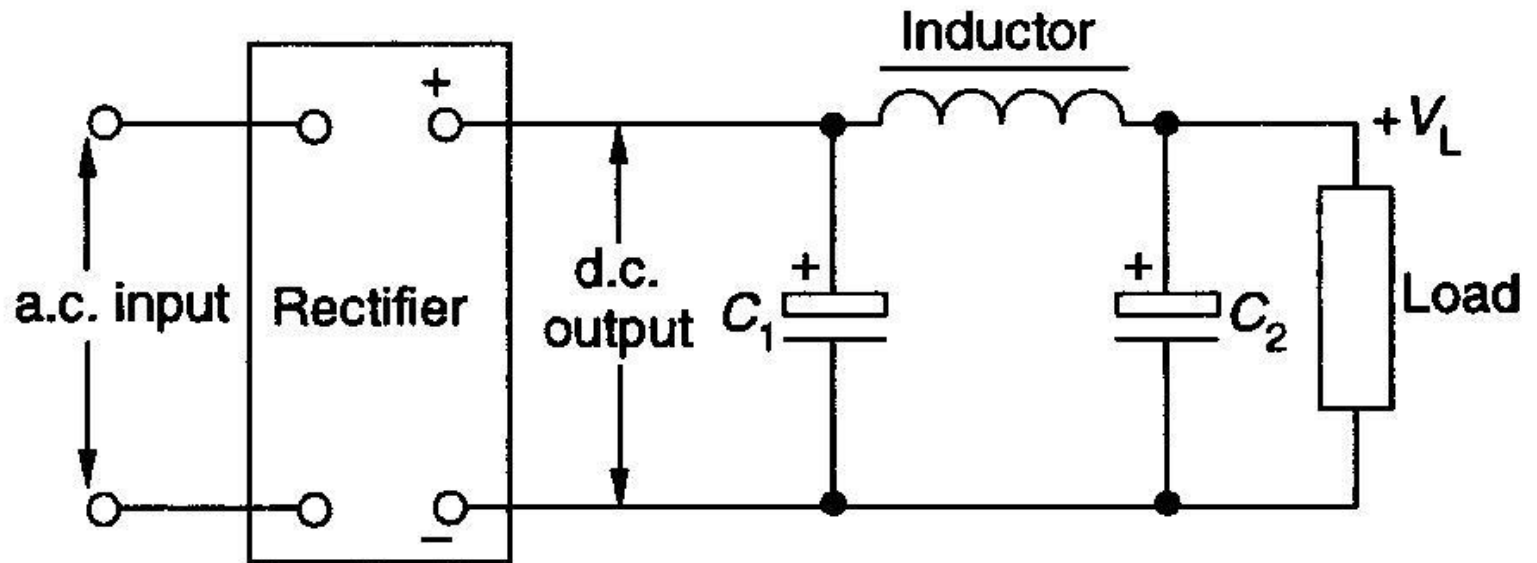 Inductor
+
+V_L
a.c. input
Rectifier
d.c.
output
+
C_1
+
C_2
Load
−